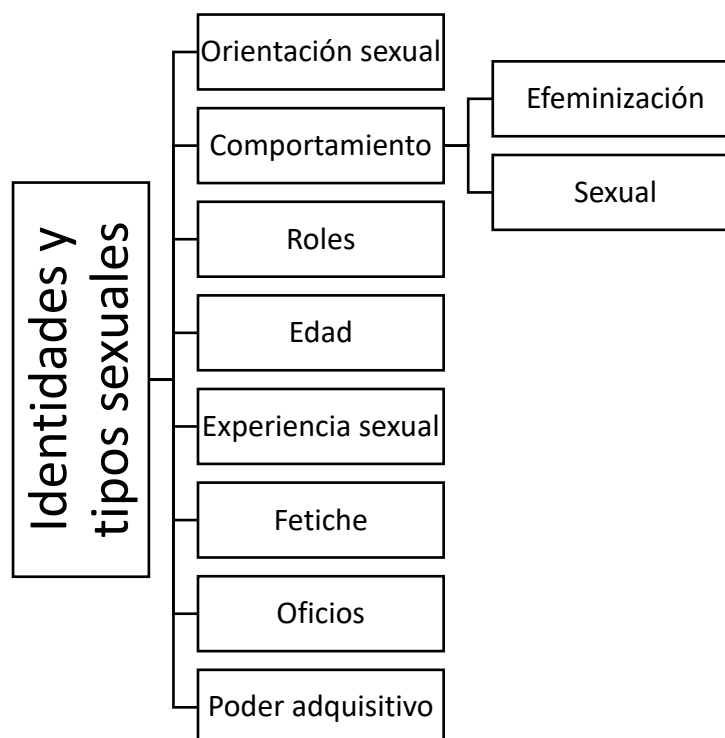 Identidades y
tipos sexuales
Orientación sexual
Comportamiento
Efeminización
Sexual
Roles
Edad
Experiencia sexual
Fetiche
Oficios
Poder adquisitivo